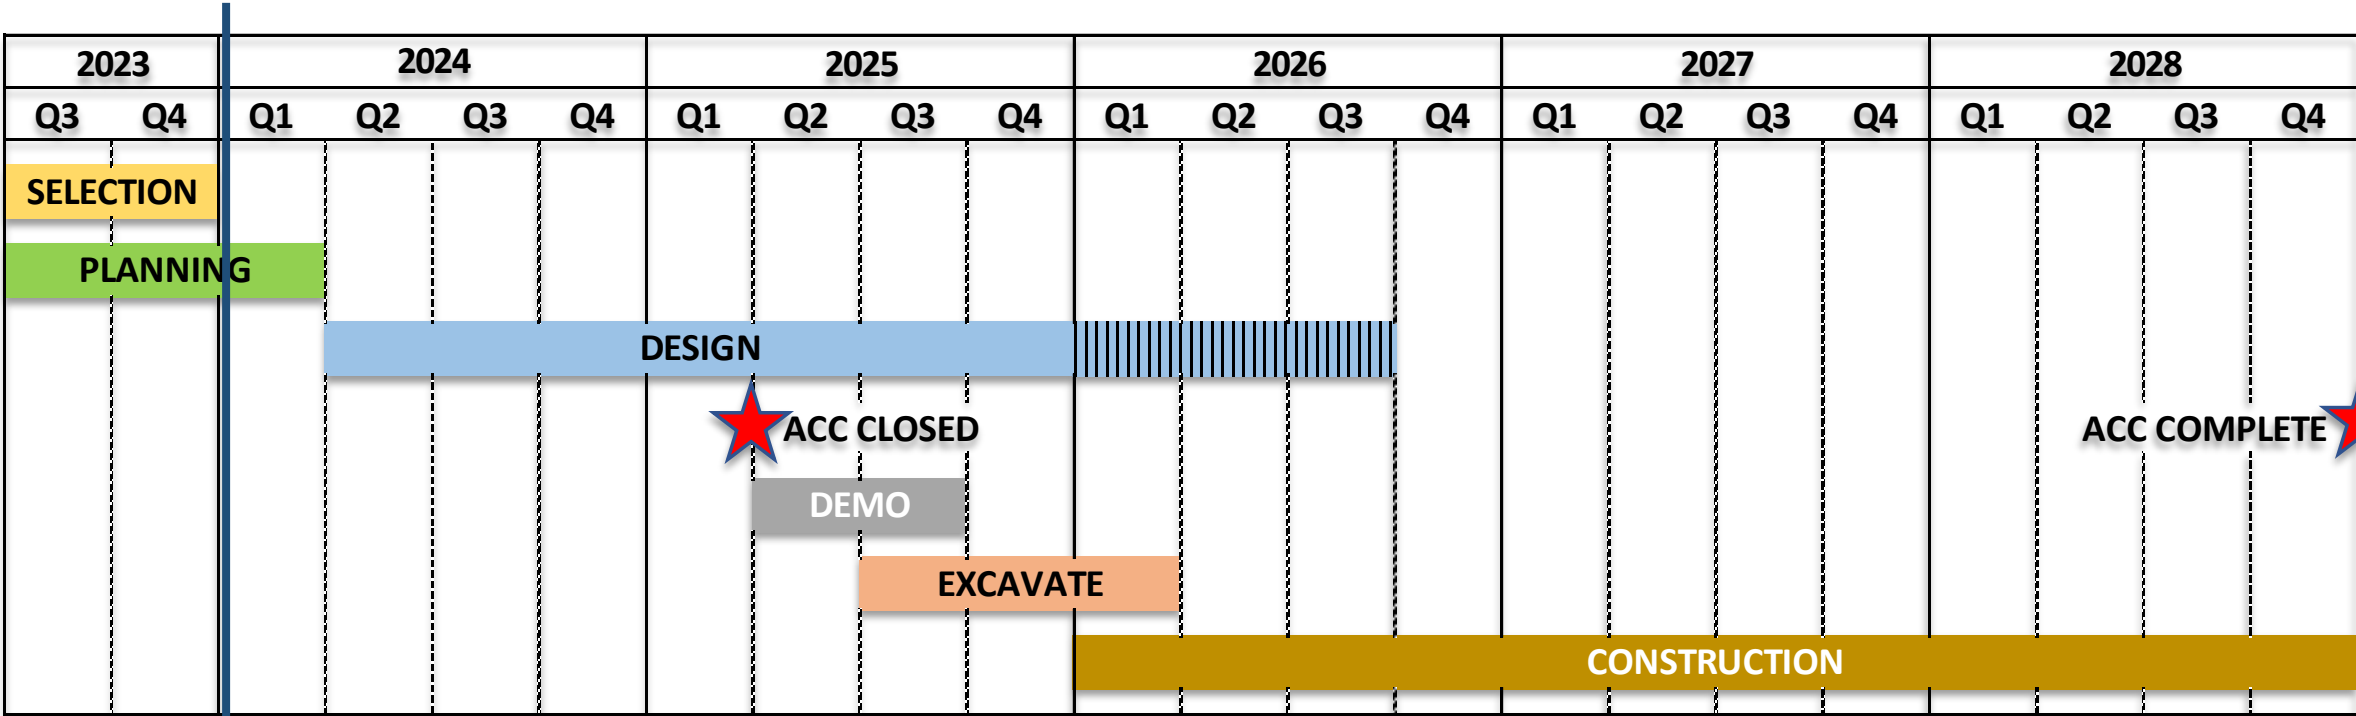 2023 2024 2025 2026 2027 2028
Q3 Q4 Q1 Q2 Q3 Q4 Q1 Q2 Q3 Q4 Q1 Q2 Q3 Q4 Q1 Q2 Q3 Q4 Q1 Q2 Q3 Q4
SELECTION
PLANNING
DESIGN
ACC CLOSED
ACC COMPLETE
DEMO
EXCAVATE
CONSTRUCTION